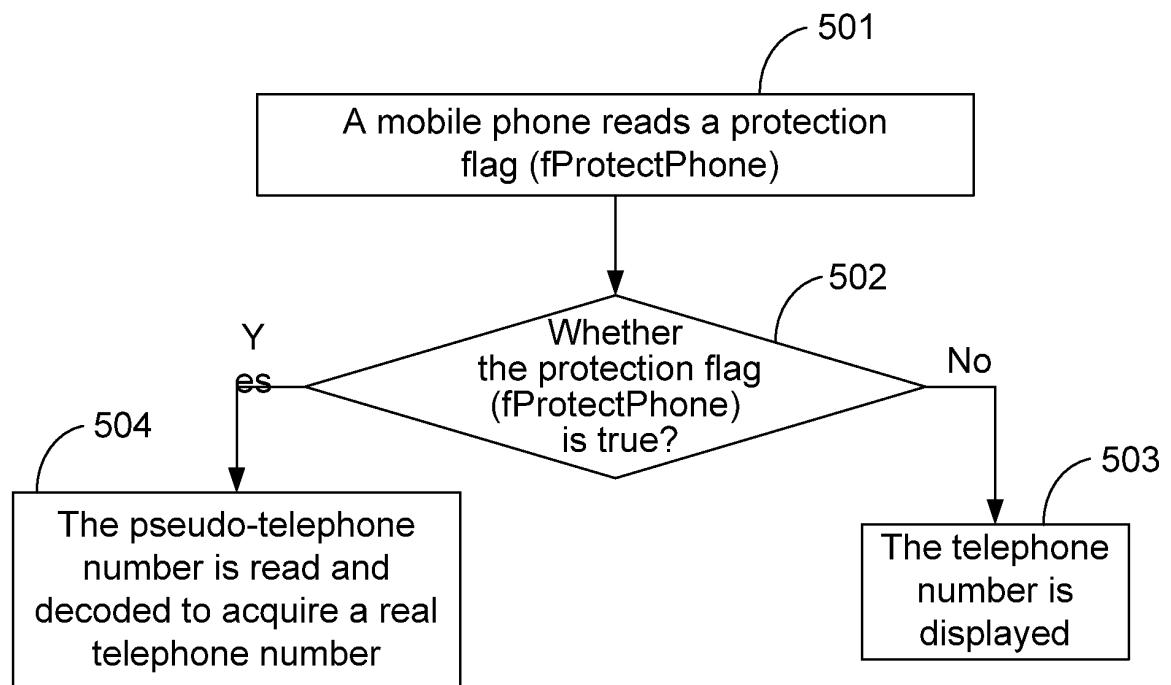 501
A mobile phone reads a protection
flag (fProtectPhone)
502
Whether
the protection flag
(fProtectPhone)
is true?
Y
es
No
504
The pseudo-telephone
number is read and
decoded to acquire a real
telephone number
503
The telephone
number is
displayed